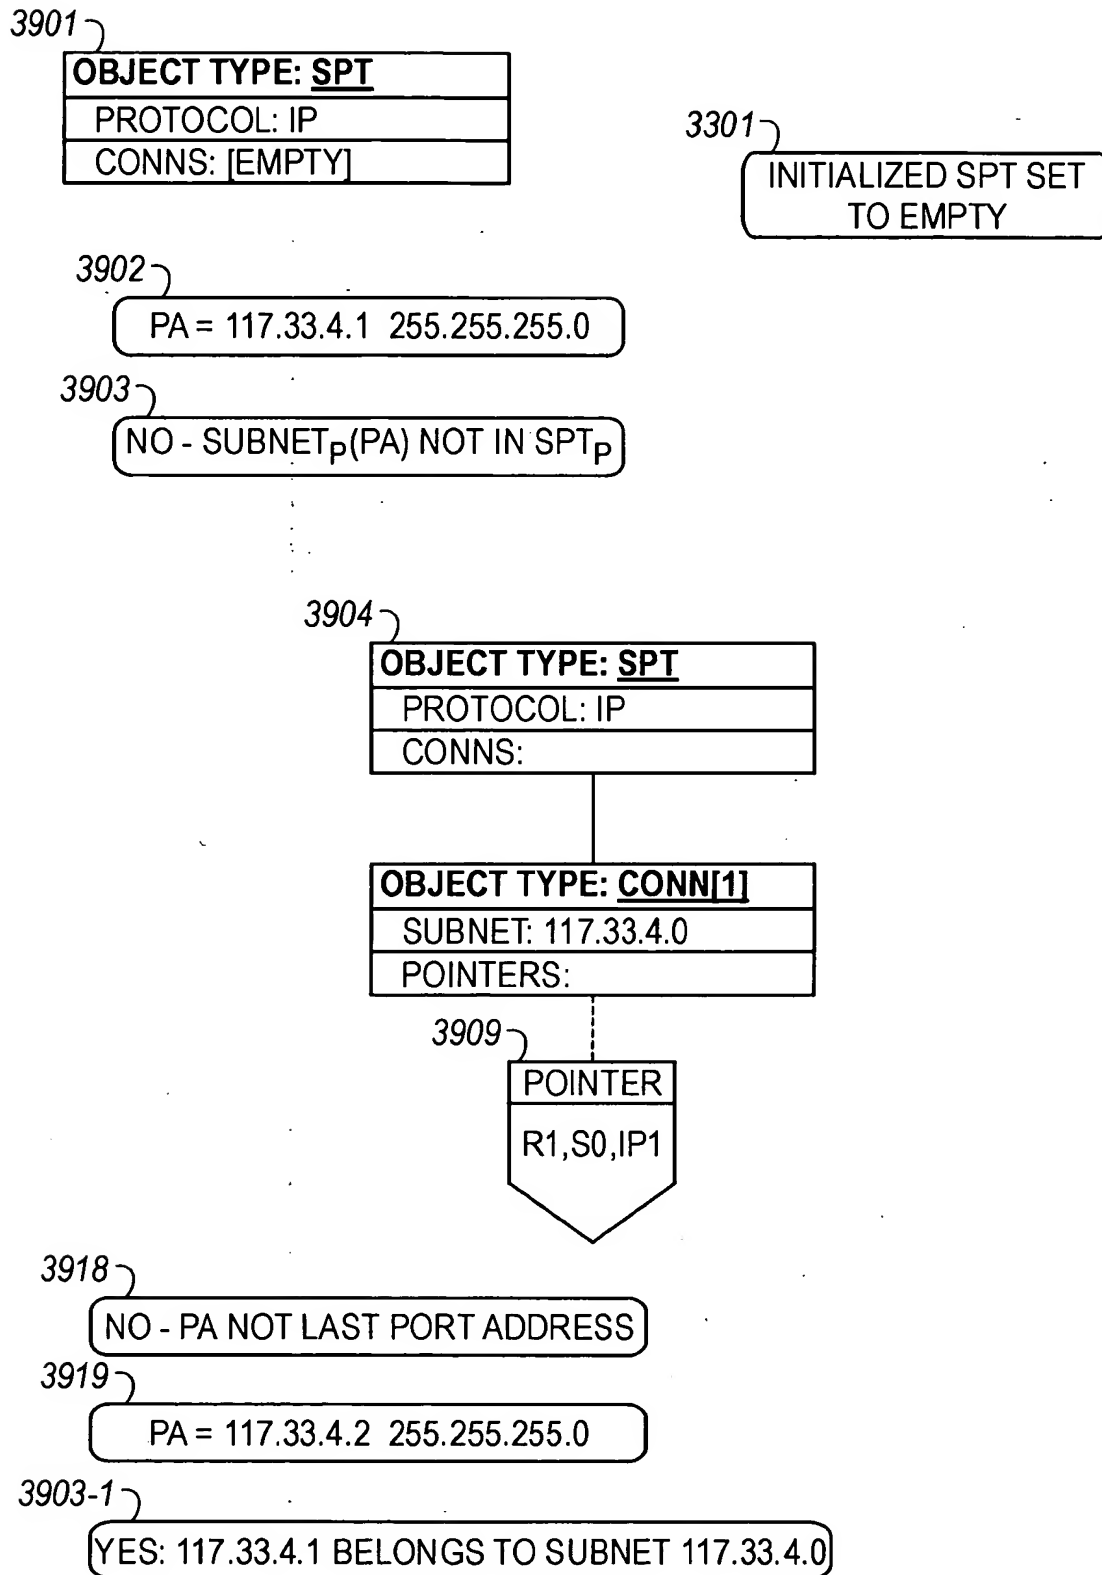 3901
OBJECT TYPE: SPT
PROTOCOL: IP
CONNS: [EMPTY]
3301
INITIALIZED SPT SET
TO EMPTY
3902
PA = 117.33.4.1 255.255.255.0
3903
NO - SUBNETP(PA) NOT IN SPTP
3904
OBJECT TYPE: SPT
PROTOCOL: IP
CONNS:
OBJECT TYPE: CONN[1]
SUBNET: 117.33.4.0
POINTERS:
3909
POINTER
R1,S0,IP1
3918
NO - PA NOT LAST PORT ADDRESS
3919
PA = 117.33.4.2 255.255.255.0
3903-1
YES: 117.33.4.1 BELONGS TO SUBNET 117.33.4.0